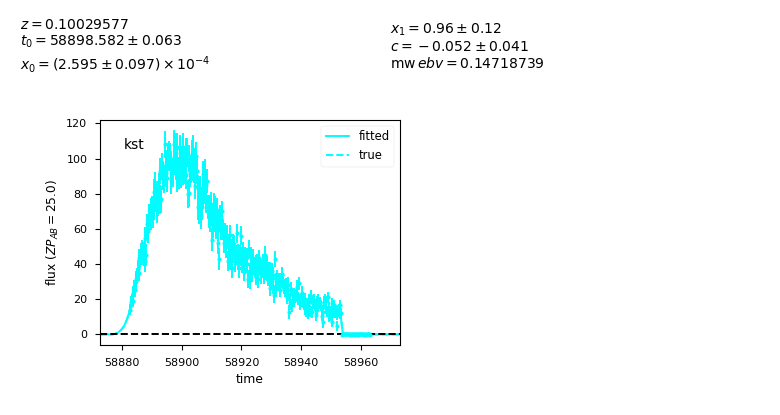 z = 0.10029577
t₀ = 58898.582 ± 0.063
x₀ = (2.595 ± 0.097) × 10⁻⁴
x₁ = 0.96 ± 0.12
c = −0.052 ± 0.041
mw ebv = 0.14718739
kst
fitted
true
flux (ZP_AB = 25.0)
120
100
80
60
40
20
0
58880 58900 58920 58940 58960
time